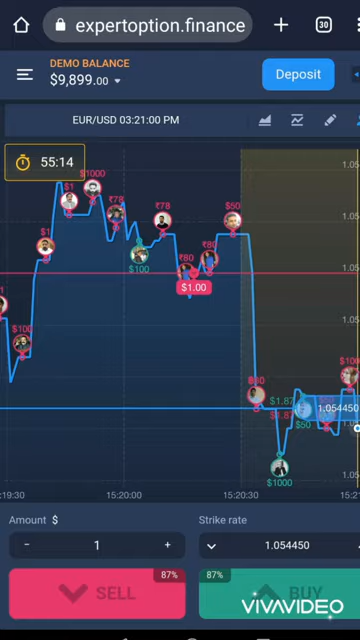 expertoption.finance
30
DEMO BALANCE
$9,899.00
Deposit
EUR/USD 03:21:00 PM
55:14
$1000
$1
₹78
₹78
$50
$1
$100
₹80
₹80
$1.00
$100
$1.87
$1.87
$50
$1000
1.054450
15:20:00
15:20:30
Amount $
Strike rate
- 1 +
1.054450
87%
87%
SELL
BUY
VIVAVIDEO